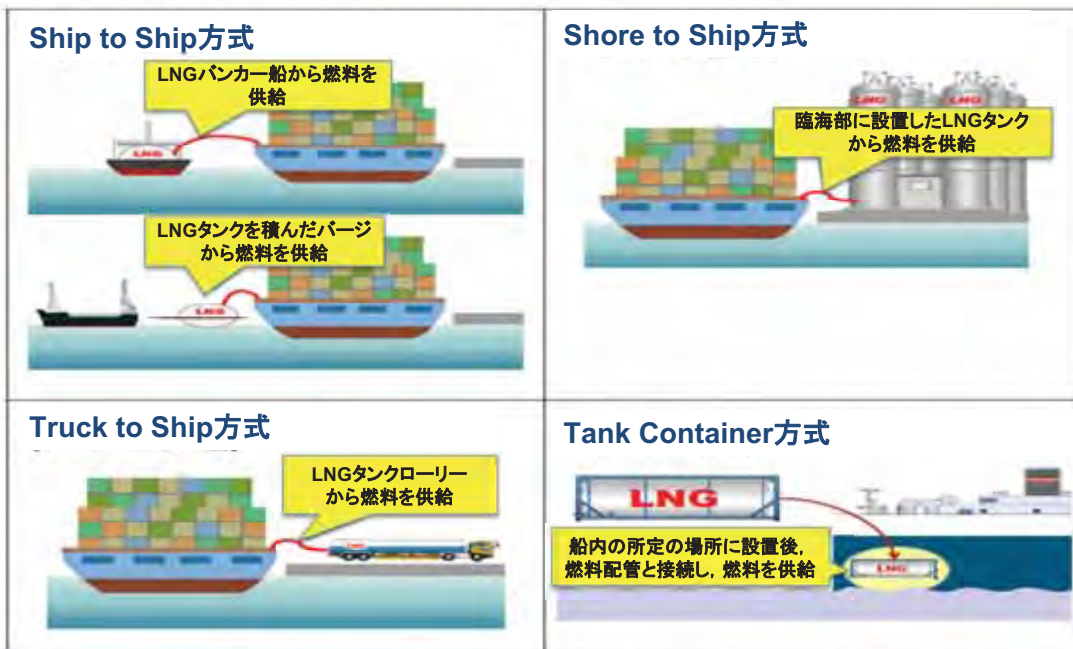 Ship to Ship方式
LNGバンカー船から燃料を
供給
LNG
LNGタンクを積んだバージ
から燃料を供給
LNG
Shore to Ship方式
LNG
LNG
臨海部に設置したLNGタンク
から燃料を供給
Truck to Ship方式
LNGタンクローリー
から燃料を供給
Tank Container方式
LNG
船内の所定の場所に設置後，
燃料配管と接続し，燃料を供給
LNG